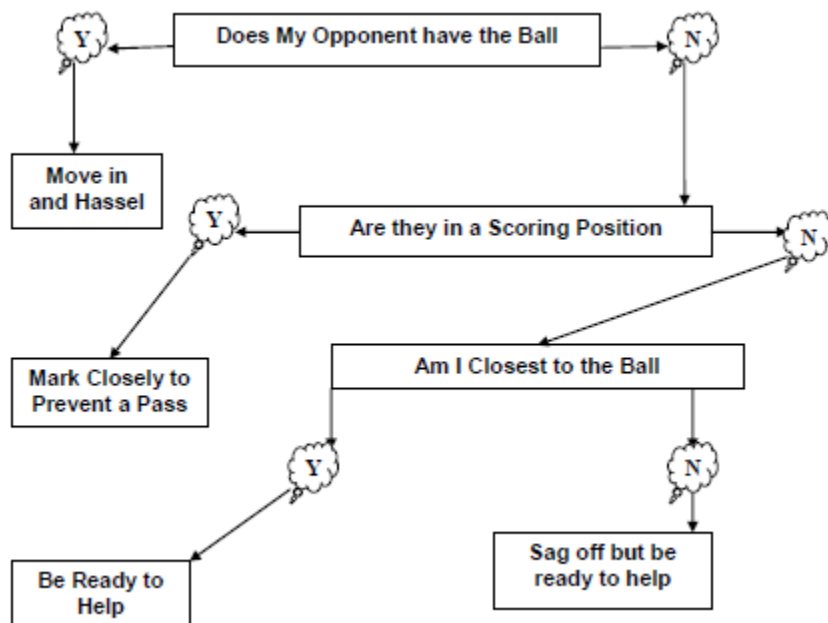 Y
Does My Opponent have the Ball
N
Move in
and Hassel
Y
Are they in a Scoring Position
N
Mark Closely to
Prevent a Pass
Am I Closest to the Ball
Y
N
Be Ready to
Help
Sag off but be
ready to help